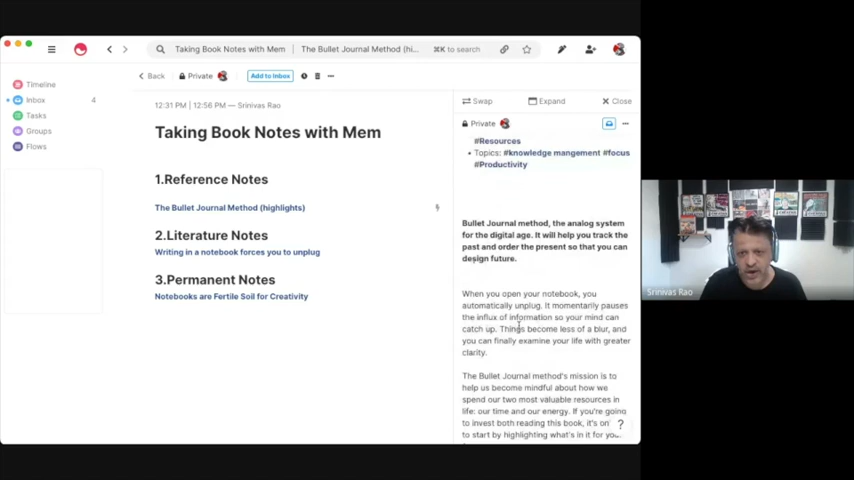 Taking Book Notes with Mem
The Bullet Journal Method (hi...
⌘K to search
Back
Private
Add to Inbox
Timeline
Inbox 4
Tasks
Groups
Flows
12:31 PM | 12:56 PM — Srinivas Rao
Taking Book Notes with Mem
1.Reference Notes
The Bullet Journal Method (highlights)
2.Literature Notes
Writing in a notebook forces you to unplug
3.Permanent Notes
Notebooks are Fertile Soil for Creativity
Swap
Expand
Close
Private
#Resources
• Topics: #knowledge mangement #focus
#Productivity
Bullet Journal method, the analog system
for the digital age. It will help you track the
past and order the present so that you can
design future.
When you open your notebook, you
automatically unplug. It momentarily pauses
the influx of information so your mind can
catch up. Things become less of a blur, and
you can finally examine your life with greater
clarity.
The Bullet Journal method's mission is to
help us become mindful about how we
spend our two most valuable resources in
life: our time and our energy. If you're going
to invest both reading this book, it's on
to start by highlighting what's in it for
?
Srinivas Rao